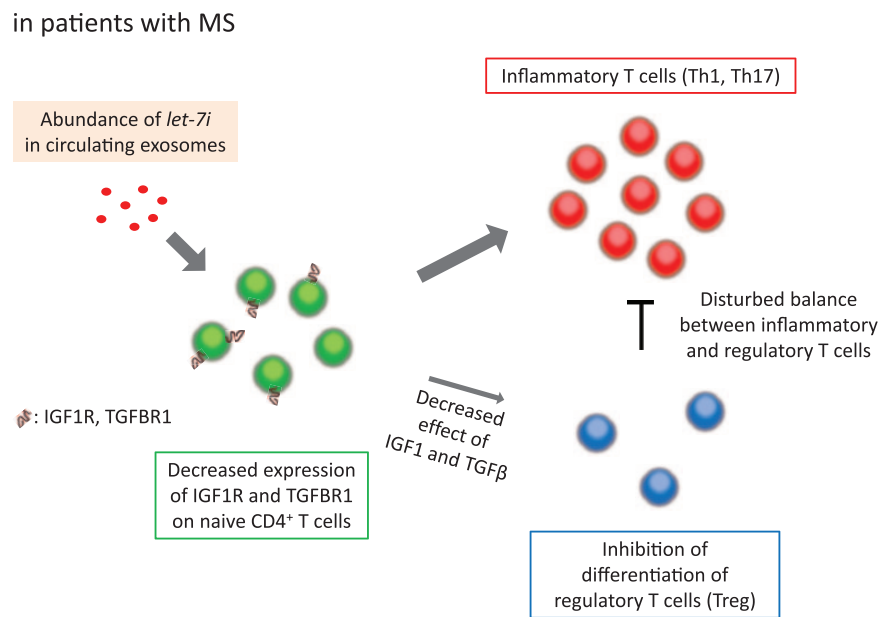 in patients with MS
Abundance of let-7i
in circulating exosomes
: IGF1R, TGFBR1
Decreased expression
of IGF1R and TGFBR1
on naive CD4⁺ T cells
Inflammatory T cells (Th1, Th17)
Disturbed balance
between inflammatory
and regulatory T cells
Decreased
effect of
IGF1 and TGFβ
Inhibition of
differentiation of
regulatory T cells (Treg)